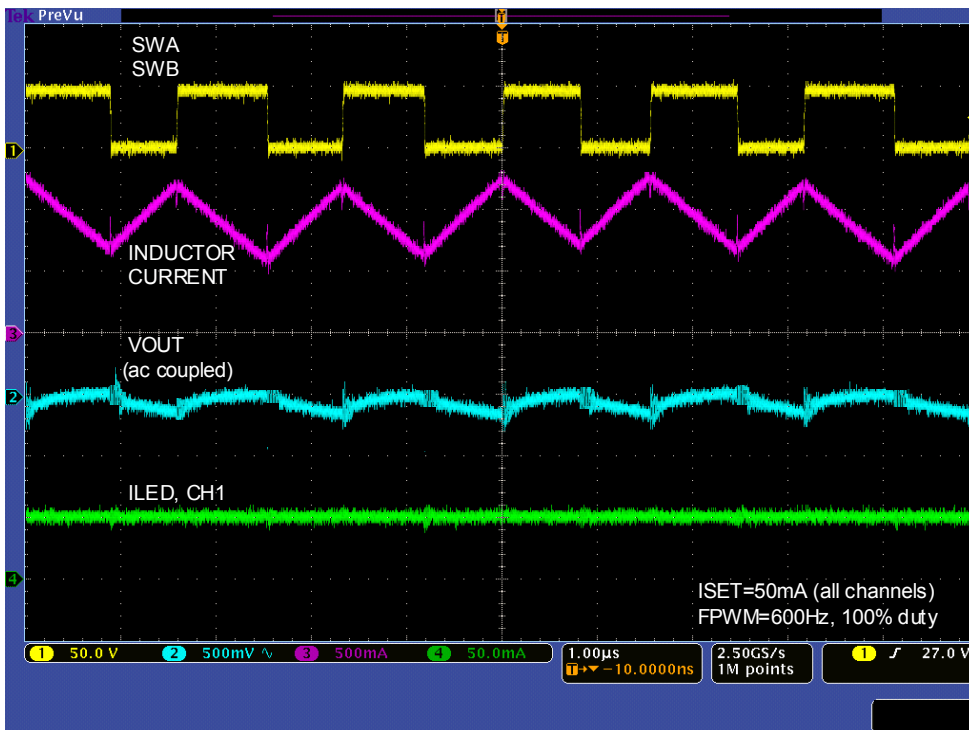 Tek PreVu
T
T
SWA
SWB
1
INDUCTOR
CURRENT
3
VOUT
(ac coupled)
2
ILED, CH1
4
ISET=50mA (all channels)
FPWM=600Hz, 100% duty
1 50.0 V 2 500mV ∿ 3 500mA 4 50.0mA
1.00µs
T→▼ −10.0000ns
2.50GS/s
1M points
1 ʃ 27.0 V